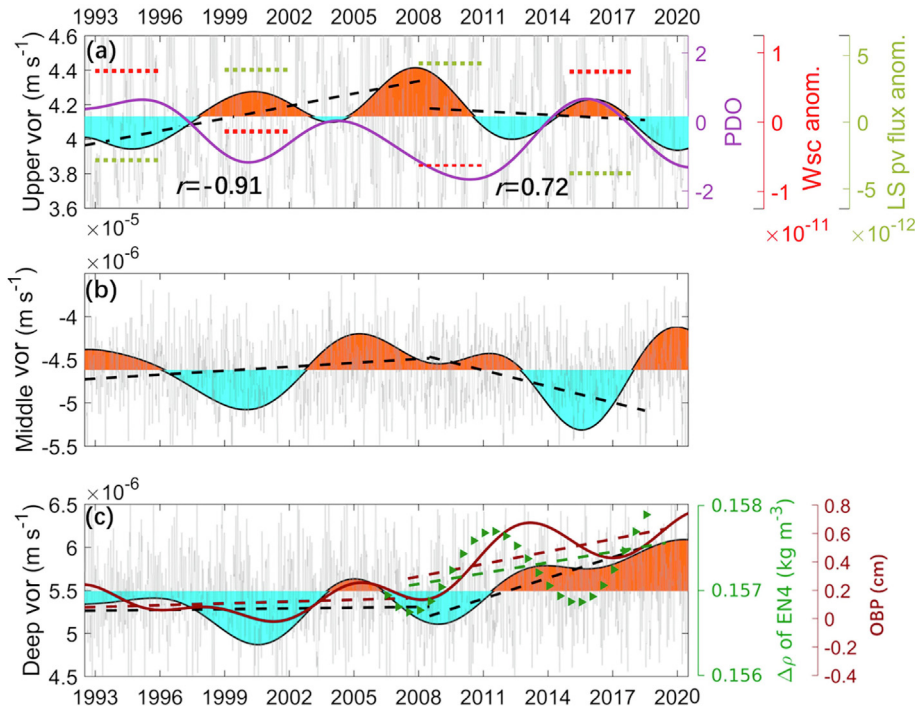 1993 1996 1999 2002 2005 2008 2011 2014 2017 2020
(a)
Upper vor (m s⁻¹)
4.6
4.4
4.2
4
3.8
3.6
×10⁻⁵
r=-0.91
r=0.72
2
0
-2
PDO
1
0
-1
Wsc anom.
×10⁻¹¹
5
0
-5
LS pv flux anom.
×10⁻¹²
×10⁻⁶
(b)
Middle vor (m s⁻¹)
-4
-4.5
-5
-5.5
×10⁻⁶
(c)
Deep vor (m s⁻¹)
6.5
6
5.5
5
4.5
0.158
0.157
0.156
Δρ of EN4 (kg m⁻³)
0.8
0.6
0.4
0.2
0
-0.2
-0.4
OBP (cm)
1993 1996 1999 2002 2005 2008 2011 2014 2017 2020